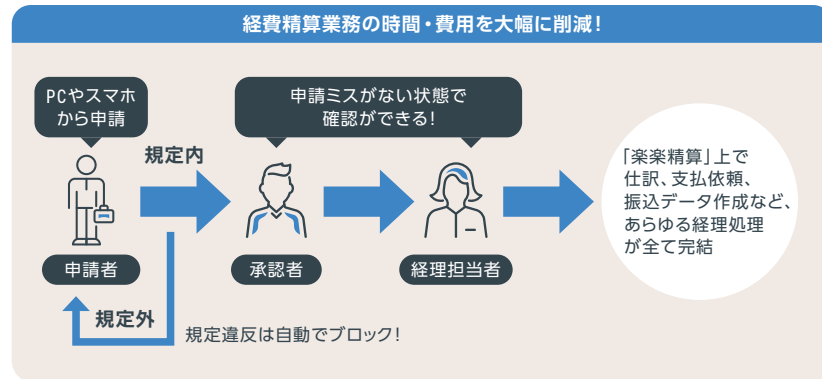 経費精算業務の時間・費用を大幅に削減!
PCやスマホ
から申請
申請ミスがない状態で
確認ができる!
規定内
「楽楽精算」上で
仕訳、支払依頼、
振込データ作成など、
あらゆる経理処理
が全て完結
申請者
承認者
経理担当者
規定外
規定違反は自動でブロック!